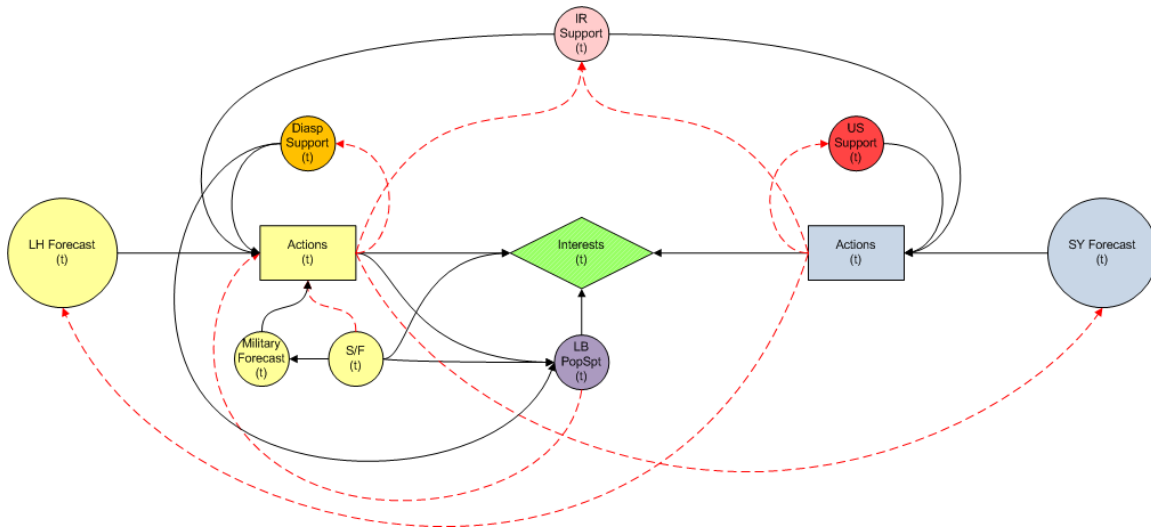 IR
Support
(t)
Diasp
Support
(t)
US
Support
(t)
LH Forecast
(t)
Actions
(t)
Interests
(t)
Actions
(t)
SY Forecast
(t)
Military
Forecast
(t)
S/F
(t)
LB
PopSpt
(t)